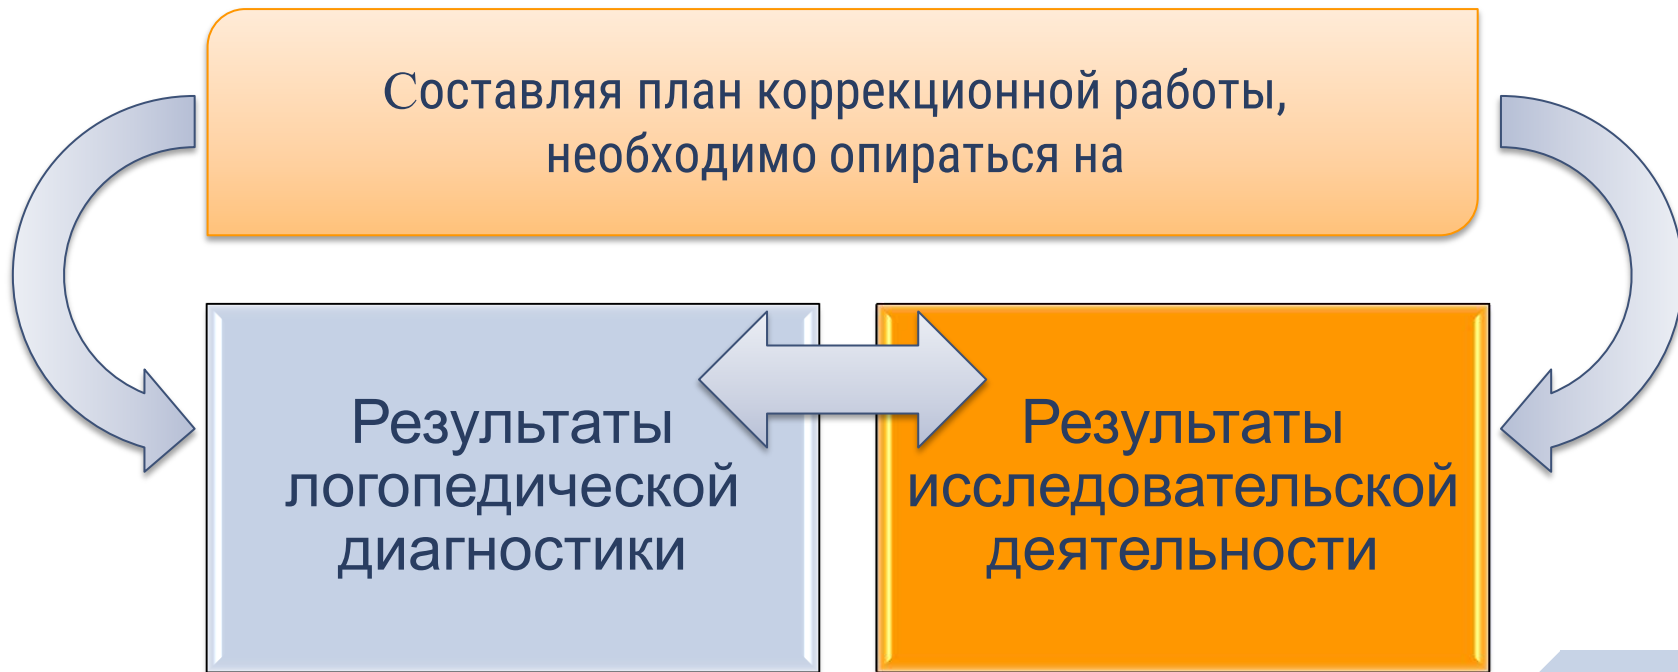 Составляя план коррекционной работы,
необходимо опираться на
Результаты
логопедической
диагностики
Результаты
исследовательской
деятельности